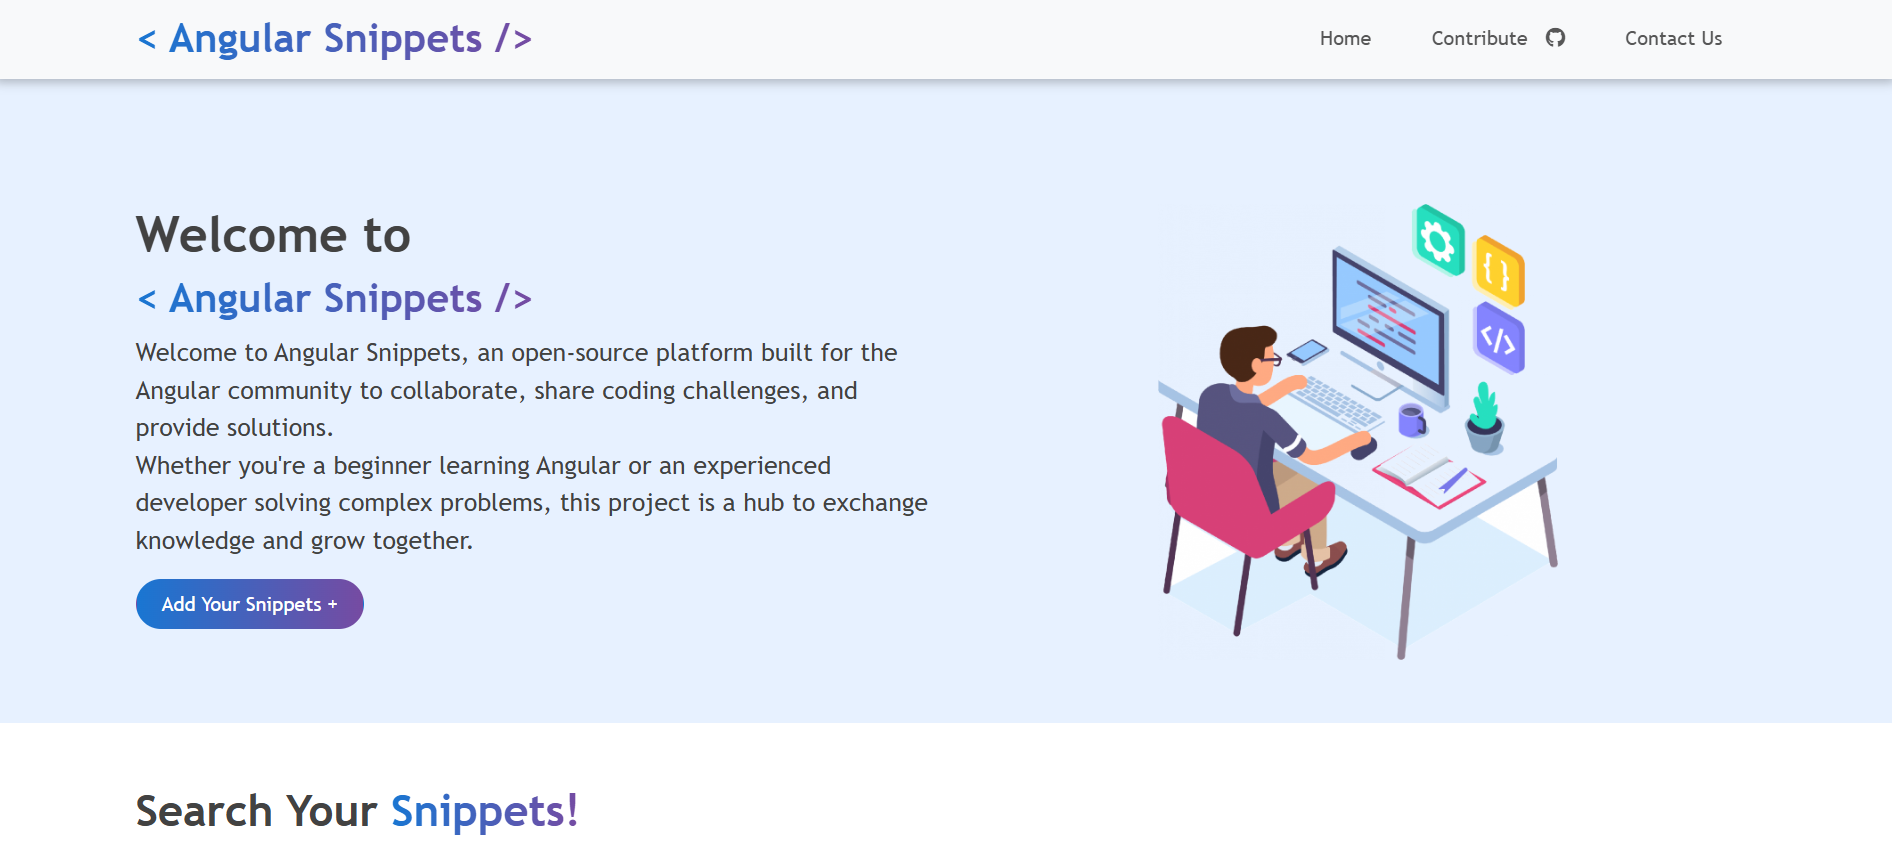 < Angular Snippets />
Home Contribute Contact Us
Welcome to
< Angular Snippets />
Welcome to Angular Snippets, an open-source platform built for the
Angular community to collaborate, share coding challenges, and
provide solutions.
Whether you're a beginner learning Angular or an experienced
developer solving complex problems, this project is a hub to exchange
knowledge and grow together.
{ }
</>
Add Your Snippets +
Search Your Snippets!